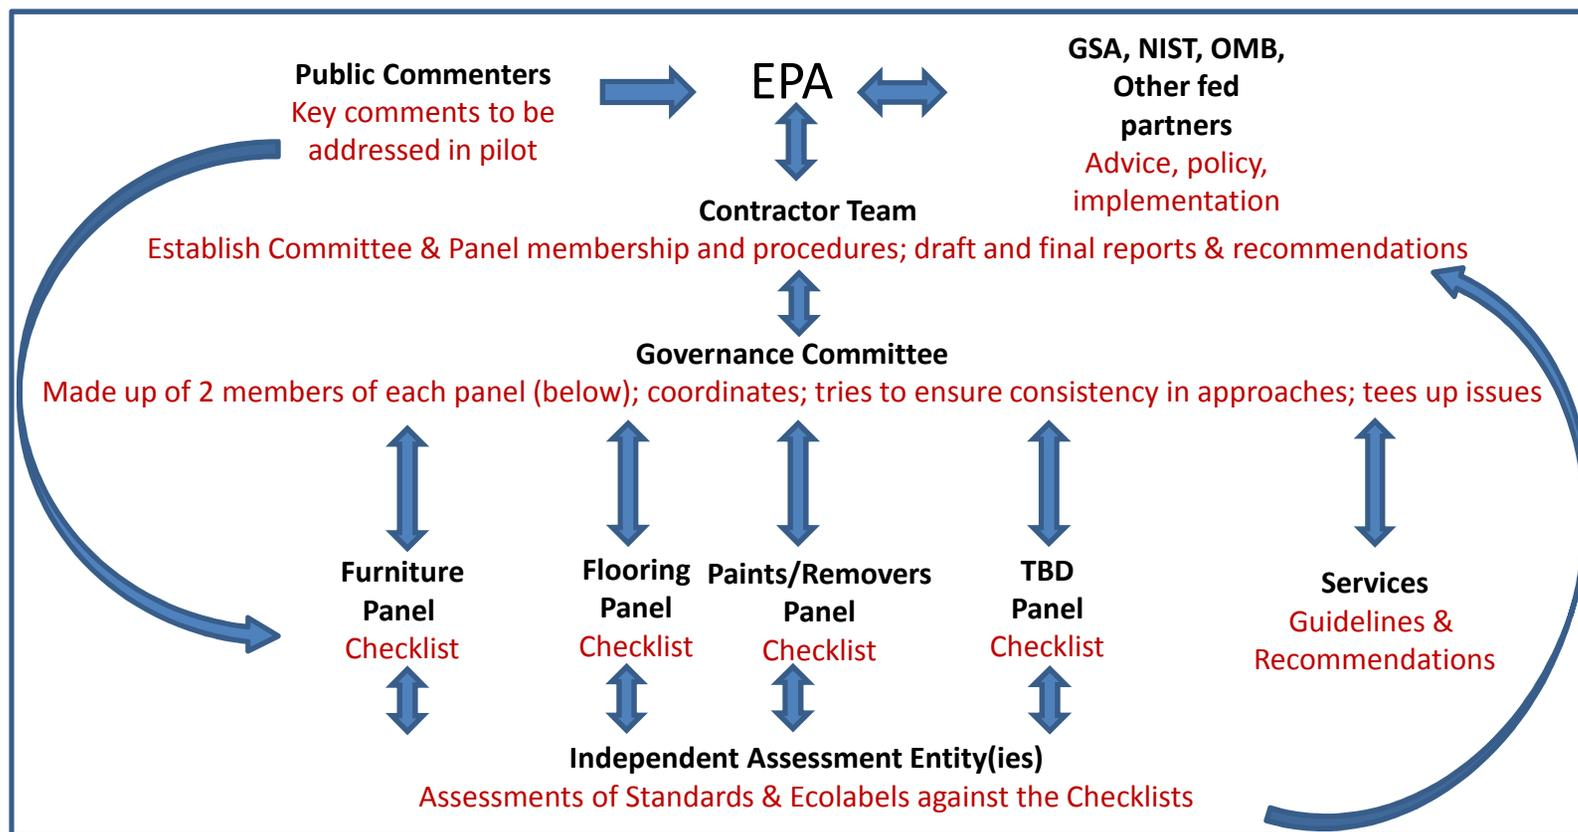 Public Commenters
Key comments to be
addressed in pilot
EPA
GSA, NIST, OMB,
Other fed
partners
Advice, policy,
implementation
Contractor Team
Establish Committee & Panel membership and procedures; draft and final reports & recommendations
Governance Committee
Made up of 2 members of each panel (below); coordinates; tries to ensure consistency in approaches; tees up issues
Furniture
Panel
Checklist
Flooring
Panel
Checklist
Paints/Removers
Panel
Checklist
TBD
Panel
Checklist
Services
Guidelines &
Recommendations
Independent Assessment Entity(ies)
Assessments of Standards & Ecolabels against the Checklists